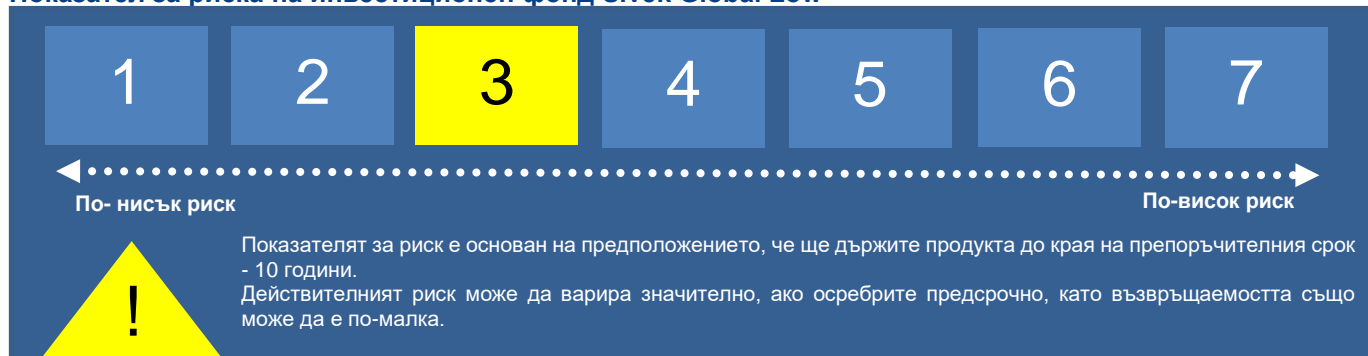 1 2 3 4 5 6 7
По- нисък риск
По-висок риск
Показателят за риск е основан на предположението, че ще държите продукта до края на препоръчителния срок
- 10 години.
Действителният риск може да варира значително, ако осребрите предсрочно, като възвръщаемостта също
може да е по-малка.
!